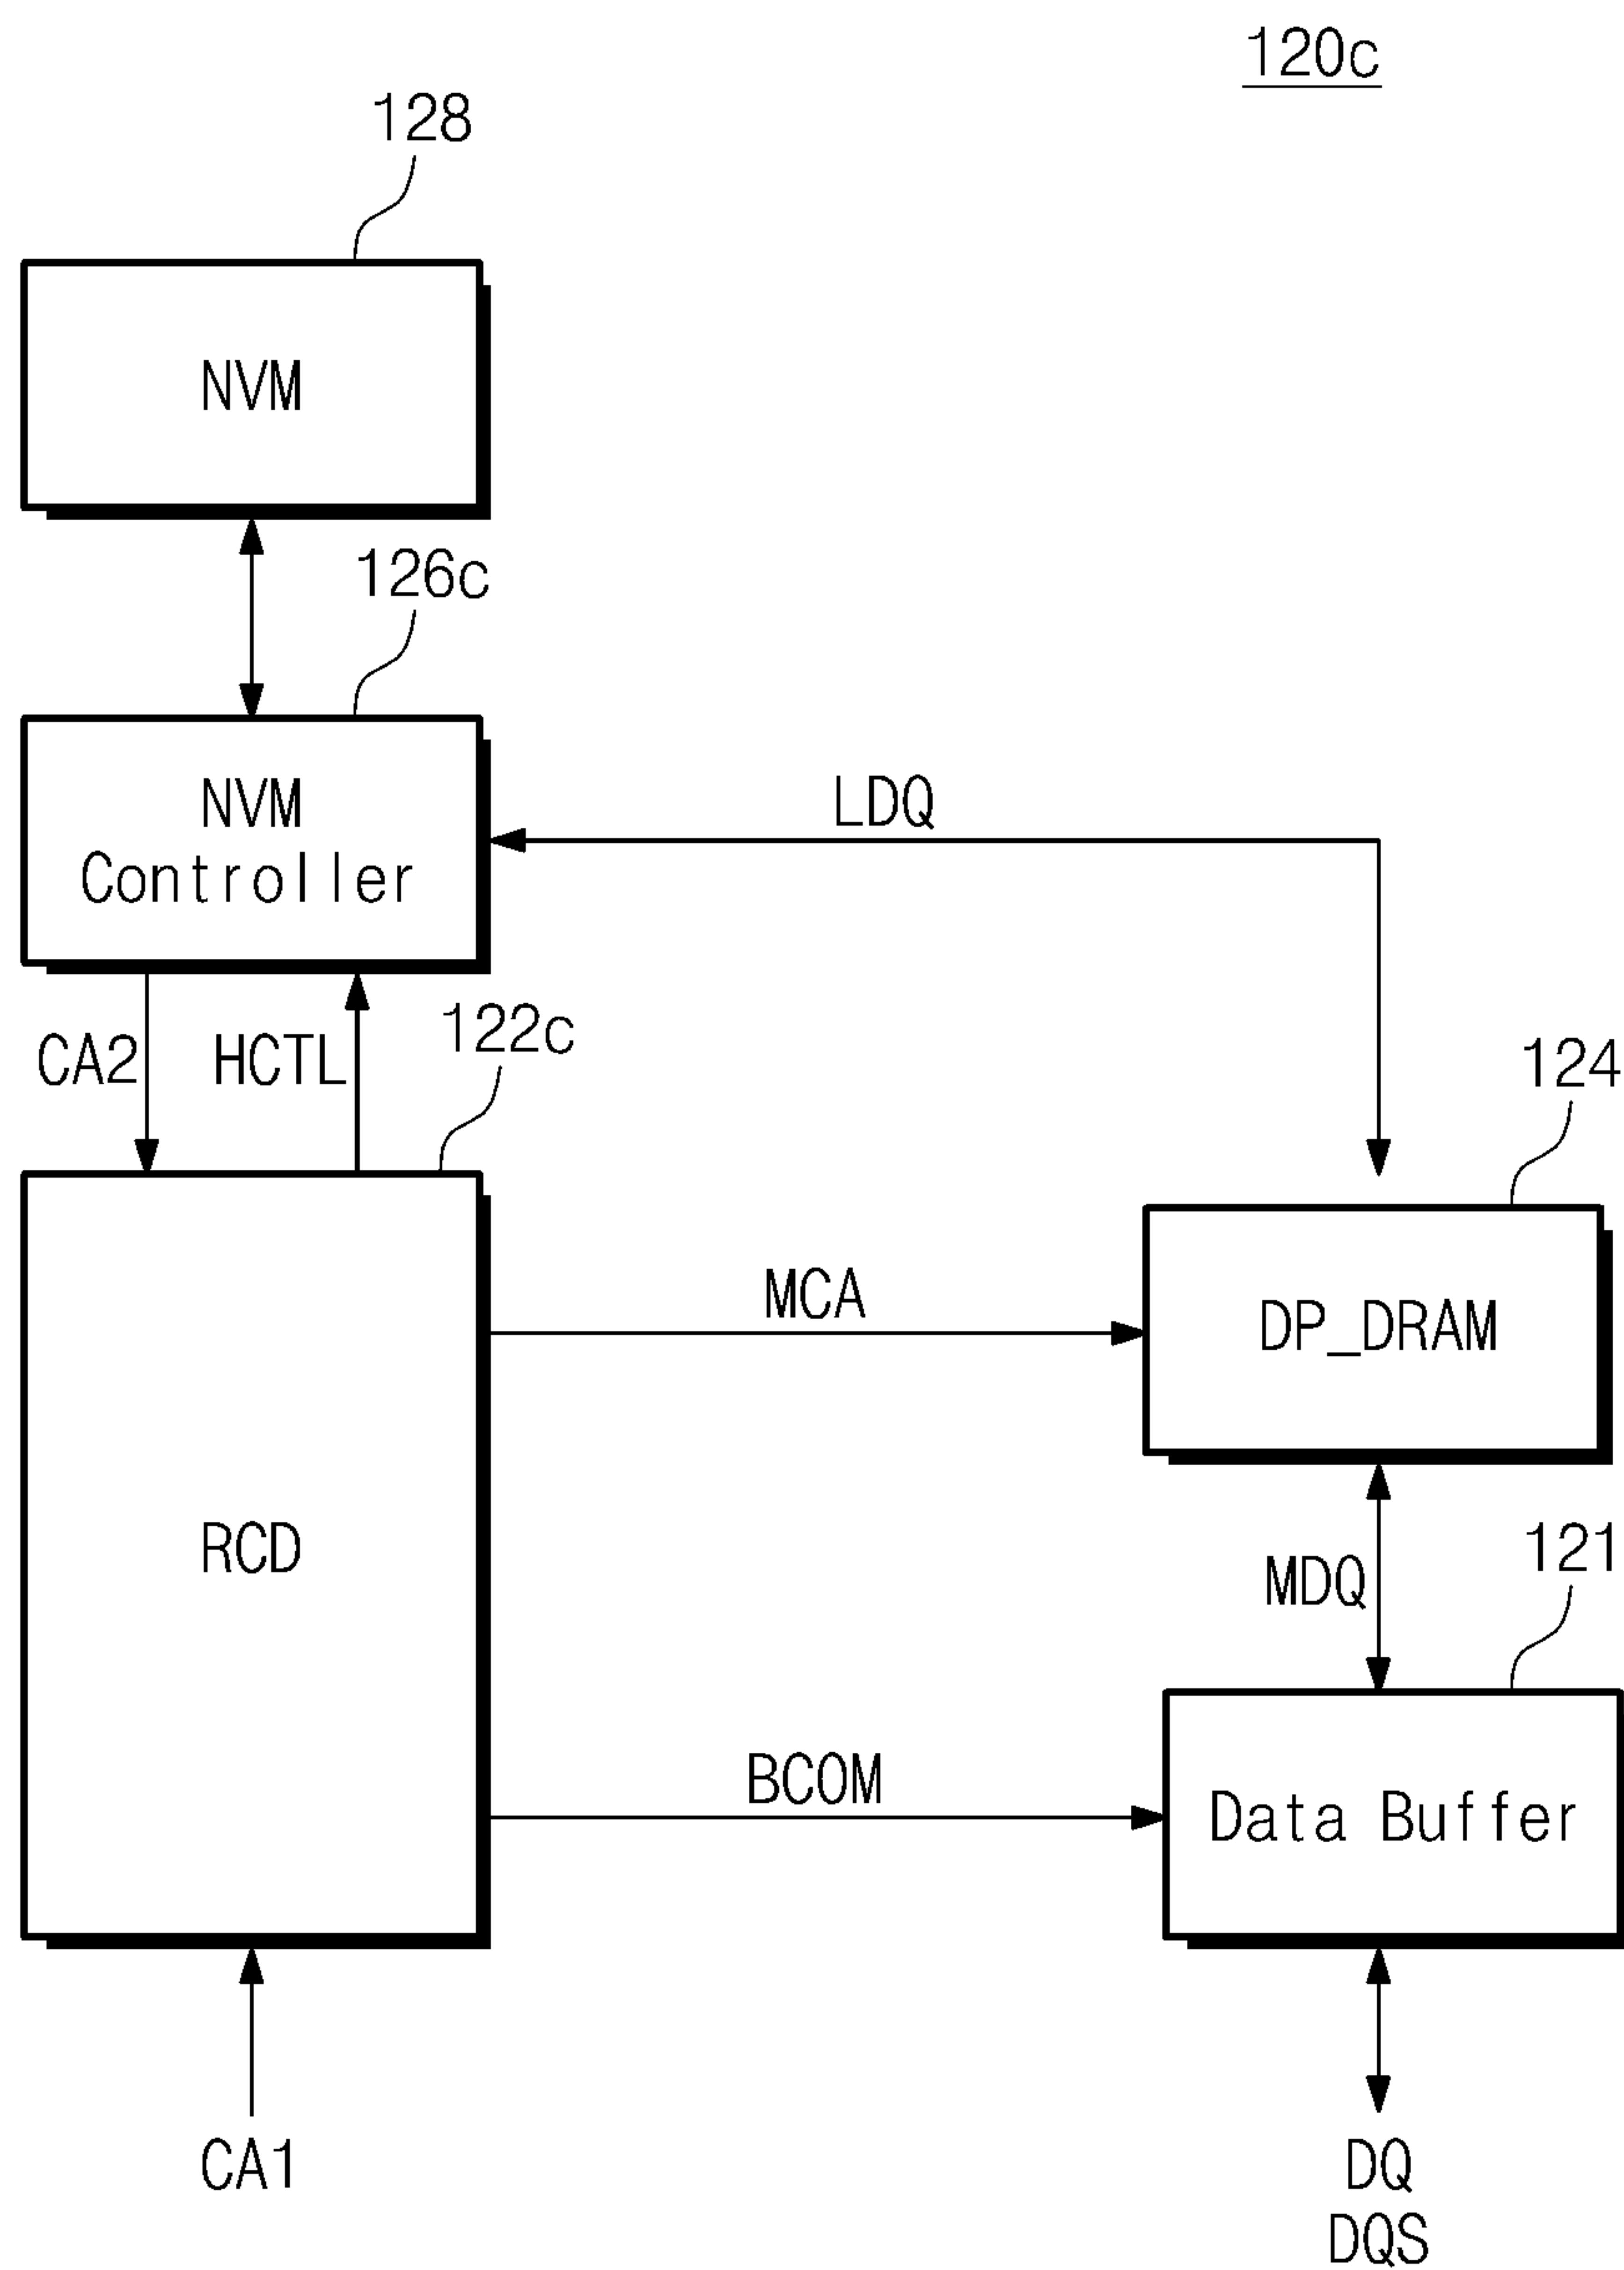 120c
128
NVM
126c
NVM
Controller
LDQ
CA2
HCTL
122c
124
MCA
DP_DRAM
RCD
MDQ
121
BCOM
Data Buffer
CA1
DQ
DQS